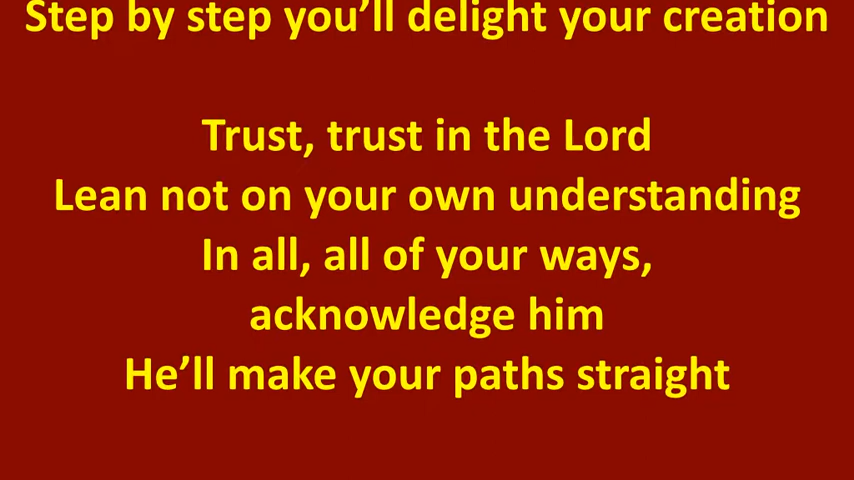 Step by step you’ll delight your creation
Trust, trust in the Lord
Lean not on your own understanding
In all, all of your ways,
acknowledge him
He’ll make your paths straight